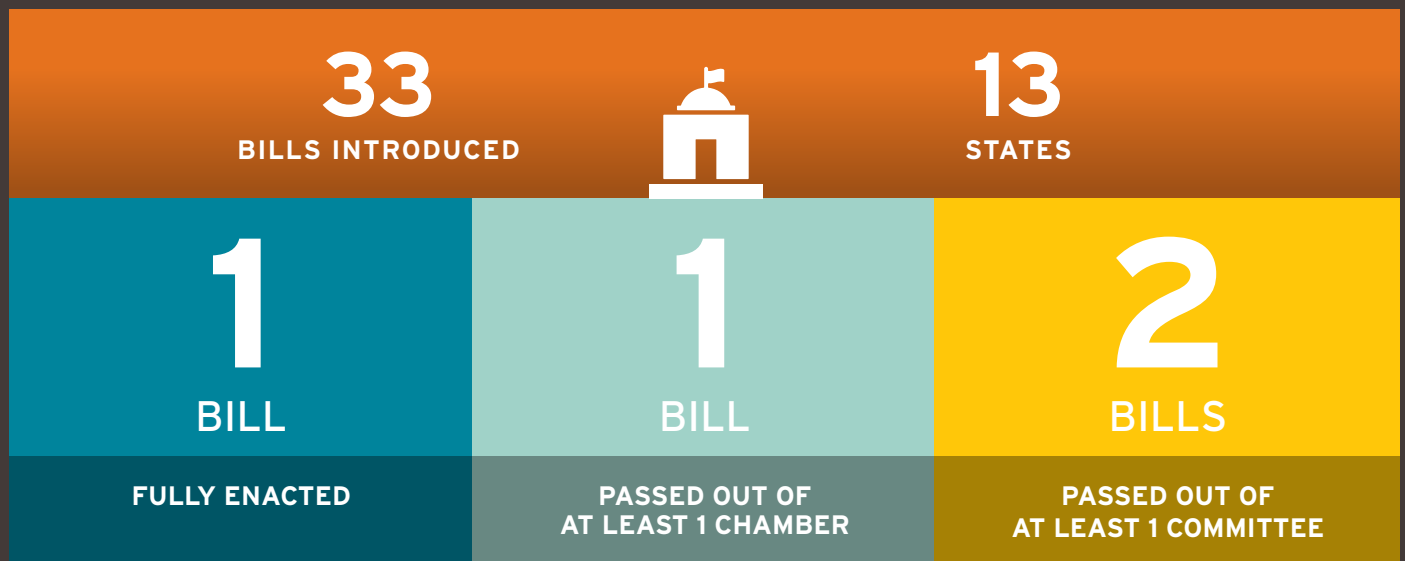 33
BILLS INTRODUCED
13
STATES
1
BILL
FULLY ENACTED
1
BILL
PASSED OUT OF
AT LEAST 1 CHAMBER
2
BILLS
PASSED OUT OF
AT LEAST 1 COMMITTEE